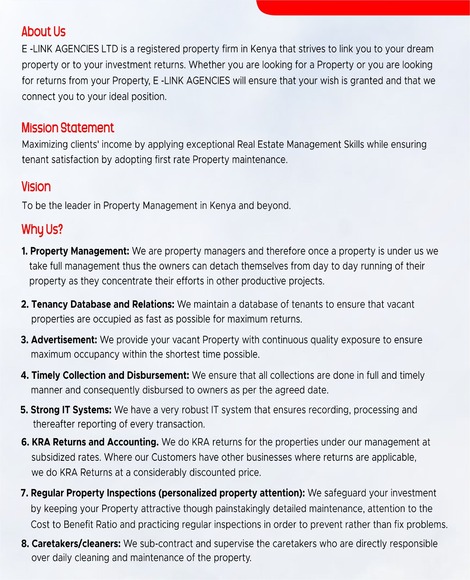 About Us
E -LINK AGENCIES LTD is a registered property firm in Kenya that strives to link you to your dream
property or to your investment returns. Whether you are looking for a Property or you are looking
for returns from your Property, E -LINK AGENCIES will ensure that your wish is granted and that we
connect you to your ideal position.
Mission Statement
Maximizing clients' income by applying exceptional Real Estate Management Skills while ensuring
tenant satisfaction by adopting first rate Property maintenance.
Vision
To be the leader in Property Management in Kenya and beyond.
Why Us?
1. Property Management: We are property managers and therefore once a property is under us we
take full management thus the owners can detach themselves from day to day running of their
property as they concentrate their efforts in other productive projects.
2. Tenancy Database and Relations: We maintain a database of tenants to ensure that vacant
properties are occupied as fast as possible for maximum returns.
3. Advertisement: We provide your vacant Property with continuous quality exposure to ensure
maximum occupancy within the shortest time possible.
4. Timely Collection and Disbursement: We ensure that all collections are done in full and timely
manner and consequently disbursed to owners as per the agreed date.
5. Strong IT Systems: We have a very robust IT system that ensures recording, processing and
thereafter reporting of every transaction.
6. KRA Returns and Accounting. We do KRA returns for the properties under our management at
subsidized rates. Where our Customers have other businesses where returns are applicable,
we do KRA Returns at a considerably discounted price.
7. Regular Property Inspections (personalized property attention): We safeguard your investment
by keeping your Property attractive though painstakingly detailed maintenance, attention to the
Cost to Benefit Ratio and practicing regular inspections in order to prevent rather than fix problems.
8. Caretakers/cleaners: We sub-contract and supervise the caretakers who are directly responsible
over daily cleaning and maintenance of the property.